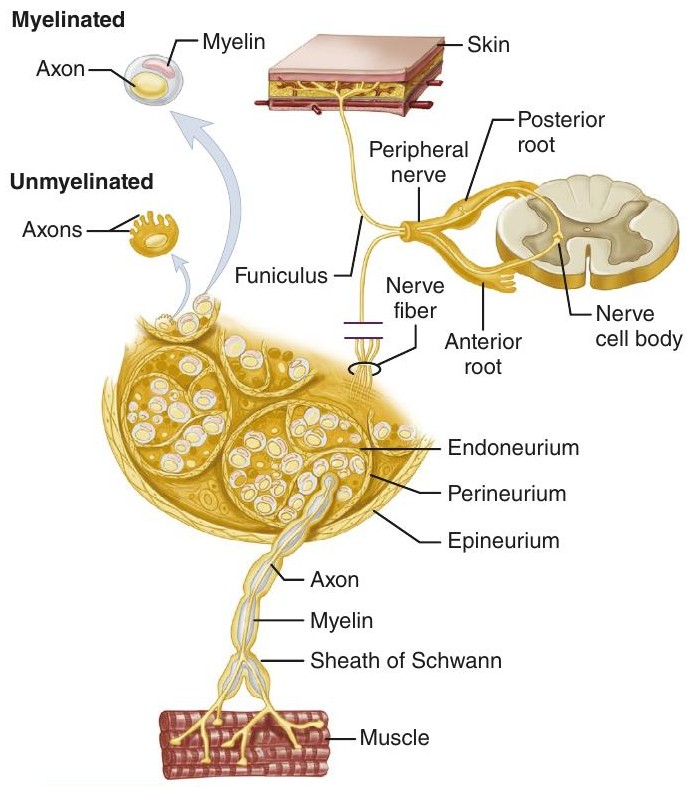 Myelinated
Myelin
Axon
Skin
Posterior
root
Peripheral
nerve
Unmyelinated
Axons
Funiculus
Nerve
fiber
Anterior
root
Nerve
cell body
Endoneurium
Perineurium
Epineurium
Axon
Myelin
Sheath of Schwann
Muscle